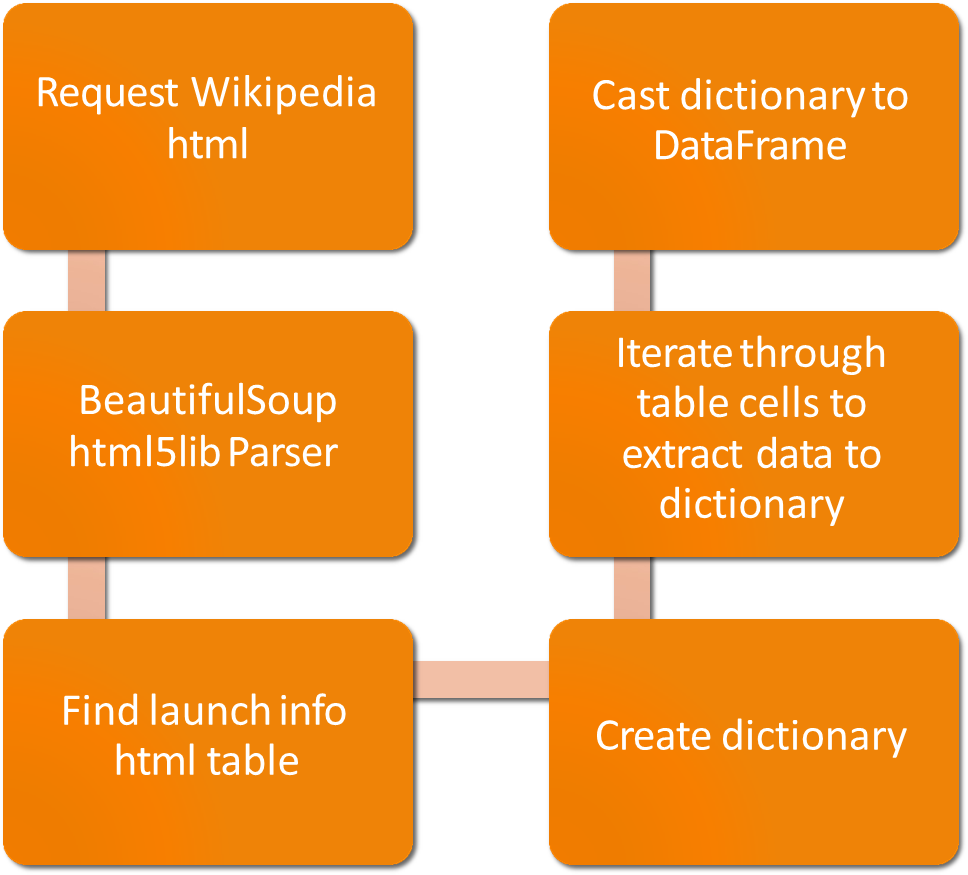 Request Wikipedia
html
BeautifulSoup
html5lib Parser
Find launch info
html table
Create dictionary
Iterate through
table cells to
extract data to
dictionary
Cast dictionary to
DataFrame